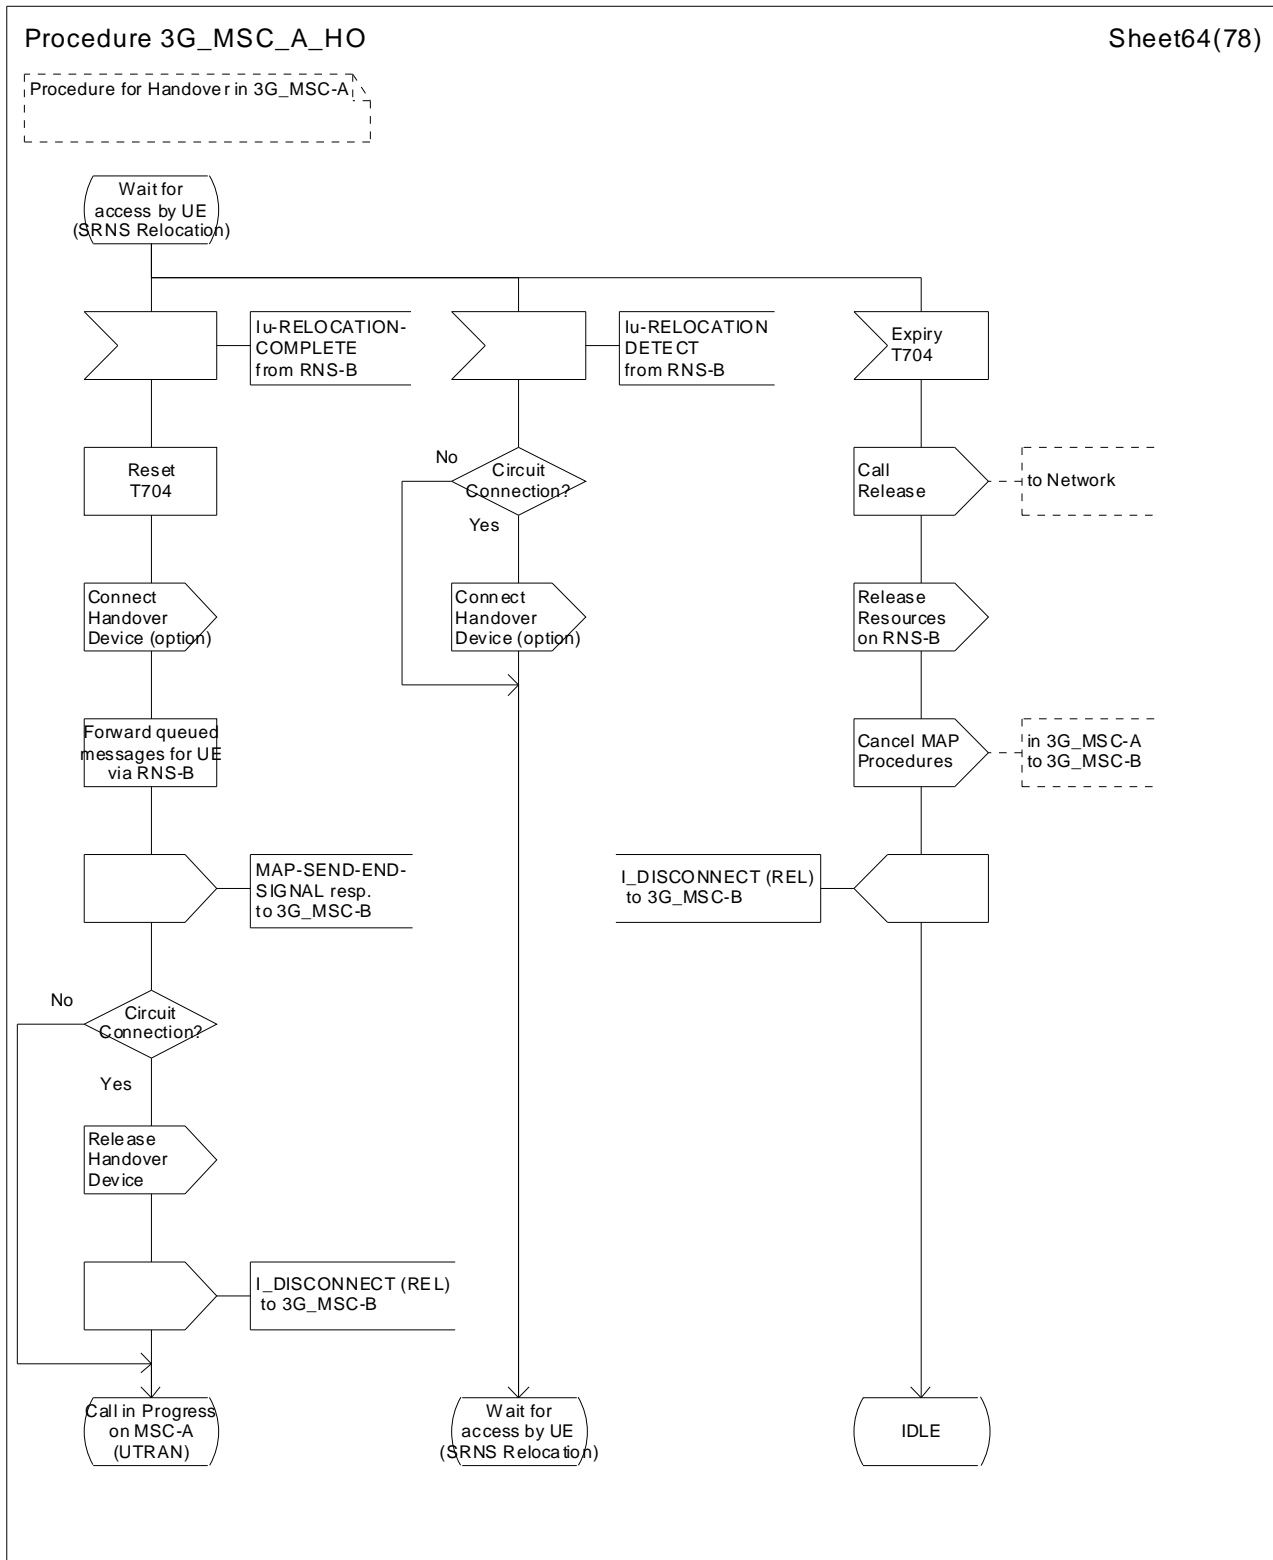 Procedure 3G_MSC_A_HO
Sheet64(78)
Procedure for Handover in 3G_MSC-A
Wait for
access by UE
(SRNS Relocation)
Iu-RELOCATION-
COMPLETE
from RNS-B
Iu-RELOCATION
DETECT
from RNS-B
Expiry
T704
Reset
T704
No
Circuit
Connection?
Yes
Call
Release
to Network
Connect
Handover
Device (option)
Connect
Handover
Device (option)
Release
Resources
on RNS-B
Forward queued
messages for UE
via RNS-B
Cancel MAP
Procedures
in 3G_MSC-A
to 3G_MSC-B
MAP-SEND-END-
SIGNAL resp.
to 3G_MSC-B
I_DISCONNECT (REL)
to 3G_MSC-B
No
Circuit
Connection?
Yes
Release
Handover
Device
I_DISCONNECT (REL)
to 3G_MSC-B
Call in Progress
on MSC-A
(UTRAN)
Wait for
access by UE
(SRNS Relocation)
IDLE